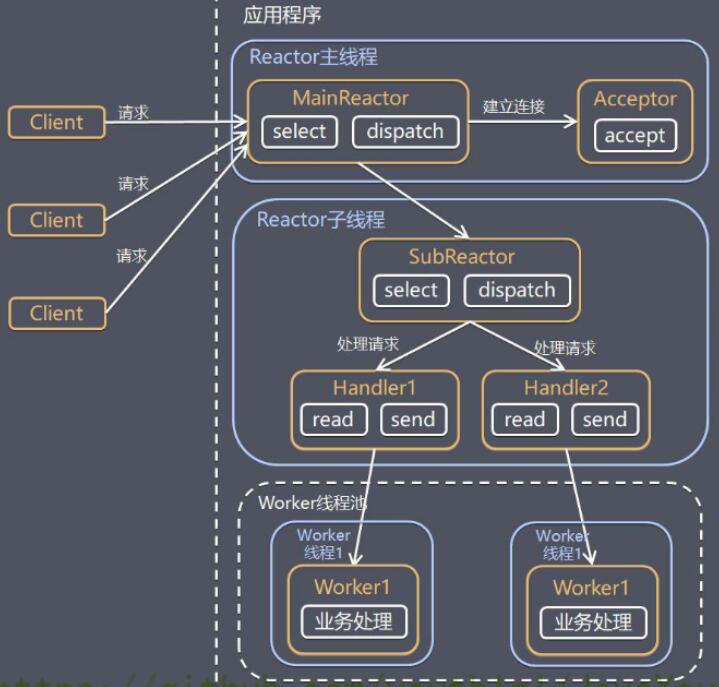 应用程序
Reactor主线程
MainReactor
select
dispatch
建立连接
Acceptor
accept
Client
请求
Client
请求
Client
请求
Reactor子线程
SubReactor
select
dispatch
处理请求
处理请求
Handler1
read
send
Handler2
read
send
Worker线程池
Worker
线程1
Worker1
业务处理
Worker
线程1
Worker1
业务处理